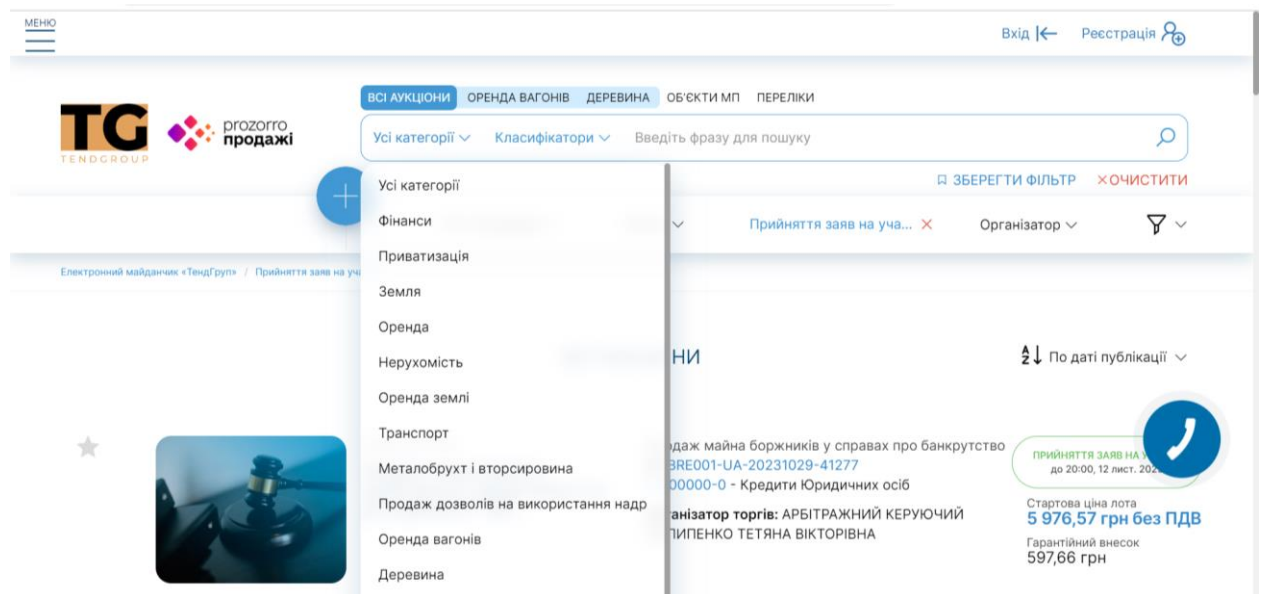 МЕНЮ
Вхід
Реєстрація
ВСІ АУКЦІОНИ ОРЕНДА ВАГОНІВ ДЕРЕВИНА ОБ'ЄКТИ МП ПЕРЕЛІКИ
TG
TENDGROUP
prozorro
продажі
Усі категорії Класифікатори Введіть фразу для пошуку
ЗБЕРЕГТИ ФІЛЬТР ×ОЧИСТИТИ
Прийняття заяв на уча... × Організатор
Електронний майданчик «ТендГруп» / Прийняття заяв на
Усі категорії
Фінанси
Приватизація
Земля
Оренда
Нерухомість
Оренда землі
Транспорт
Металобрухт і вторсировина
Продаж дозволів на використання надр
Оренда вагонів
Деревина
НИ
По даті публікації
майна боржників у справах про банкрутство
BRE001-UA-20231029-41277
00000-0 - Кредити Юридичних осіб
торгів: АРБІТРАЖНИЙ КЕРУЮЧИЙ
ТЕТЯНА ВІКТОРІВНА
ПРИЙНЯТТЯ ЗАЯВ НА
до 20:00, 12 лист.
Стартова ціна лота
5 976,57 грн без ПДВ
Гарантійний внесок
597,66 грн